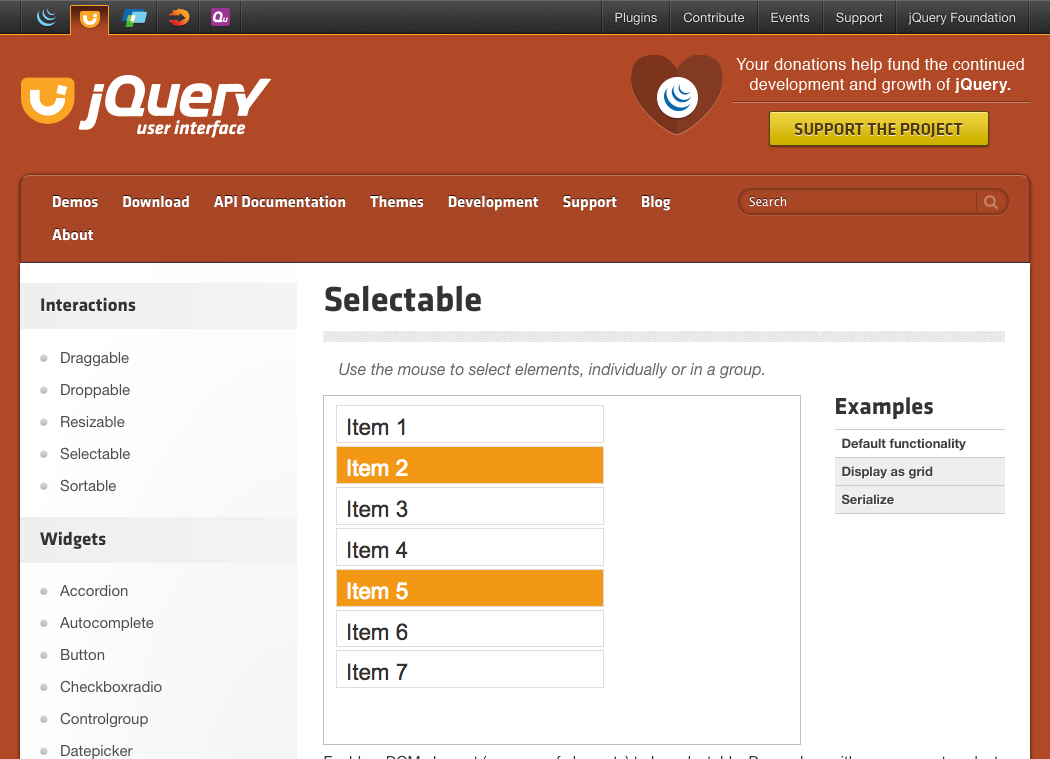 Plugins Contribute Events Support jQuery Foundation
jQuery
user interface
Your donations help fund the continued
development and growth of jQuery.
SUPPORT THE PROJECT
Demos Download API Documentation Themes Development Support Blog
About
Search
Interactions
Draggable
Droppable
Resizable
Selectable
Sortable
Widgets
Accordion
Autocomplete
Button
Checkboxradio
Controlgroup
Datepicker
Selectable
Use the mouse to select elements, individually or in a group.
Item 1
Item 2
Item 3
Item 4
Item 5
Item 6
Item 7
Examples
Default functionality
Display as grid
Serialize